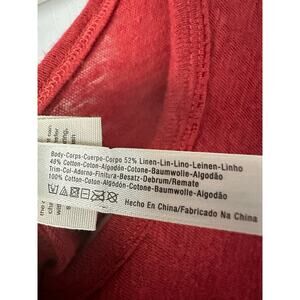 Body-Corps-Cuerpo-Corpo 52% Linen-Lin-Lino-Leinen-Linho
48% Cotton-Coton-Algodón-Cotone-Baumwolle-Algodão
Trim-Col-Adorno-Finitura-Besatz-Debrum/Remate
100% Cotton-Coton-Algodón-Cotone-Baumwolle-Algodão
Hecho En China/Fabricado Na China